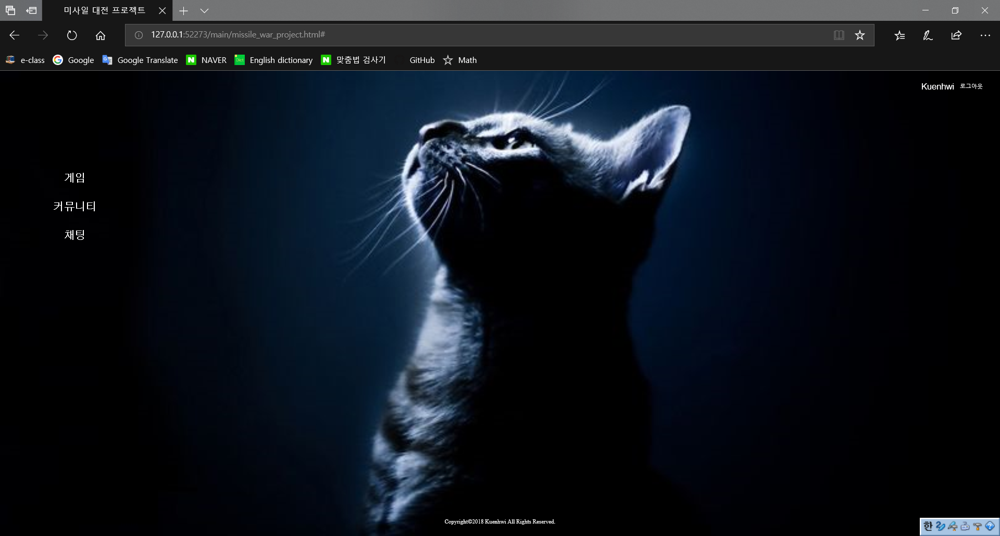 미사일 대전 프로젝트
127.0.0.1:52273/main/missile_war_project.html#
e-class Google Google Translate NAVER Dict English dictionary 맞춤법 검사기 GitHub Math
Kuenhwi 로그아웃
게임
커뮤니티
채팅
Copyright©2018 Kuenhwi All Rights Reserved.
한